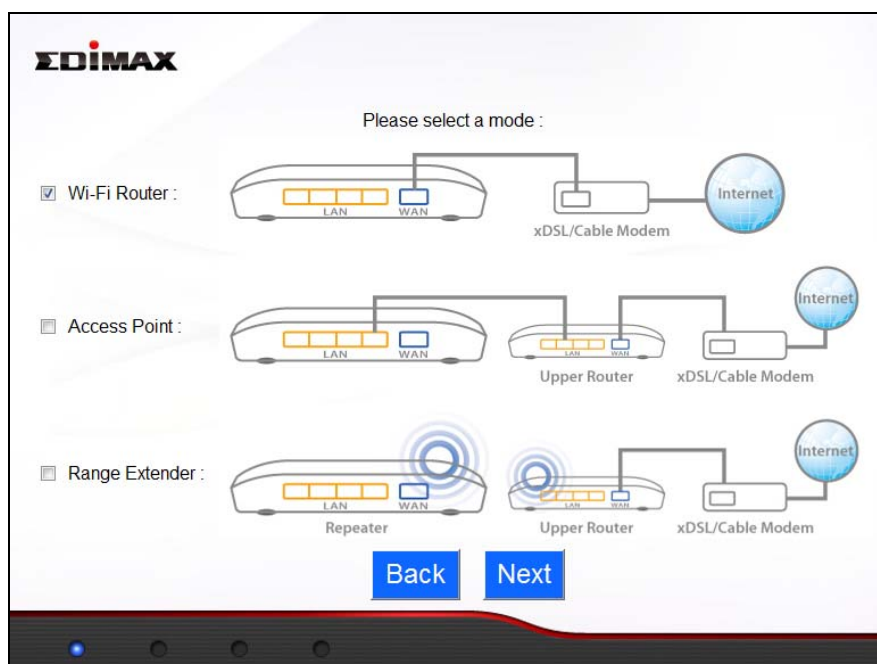 EDIMAX
Please select a mode :
Wi-Fi Router :
LAN
WAN
xDSL/Cable Modem
Internet
Access Point :
LAN
WAN
LAN
WAN
Upper Router
xDSL/Cable Modem
Internet
Range Extender :
LAN
WAN
Repeater
LAN
WAN
Upper Router
xDSL/Cable Modem
Internet
Back
Next